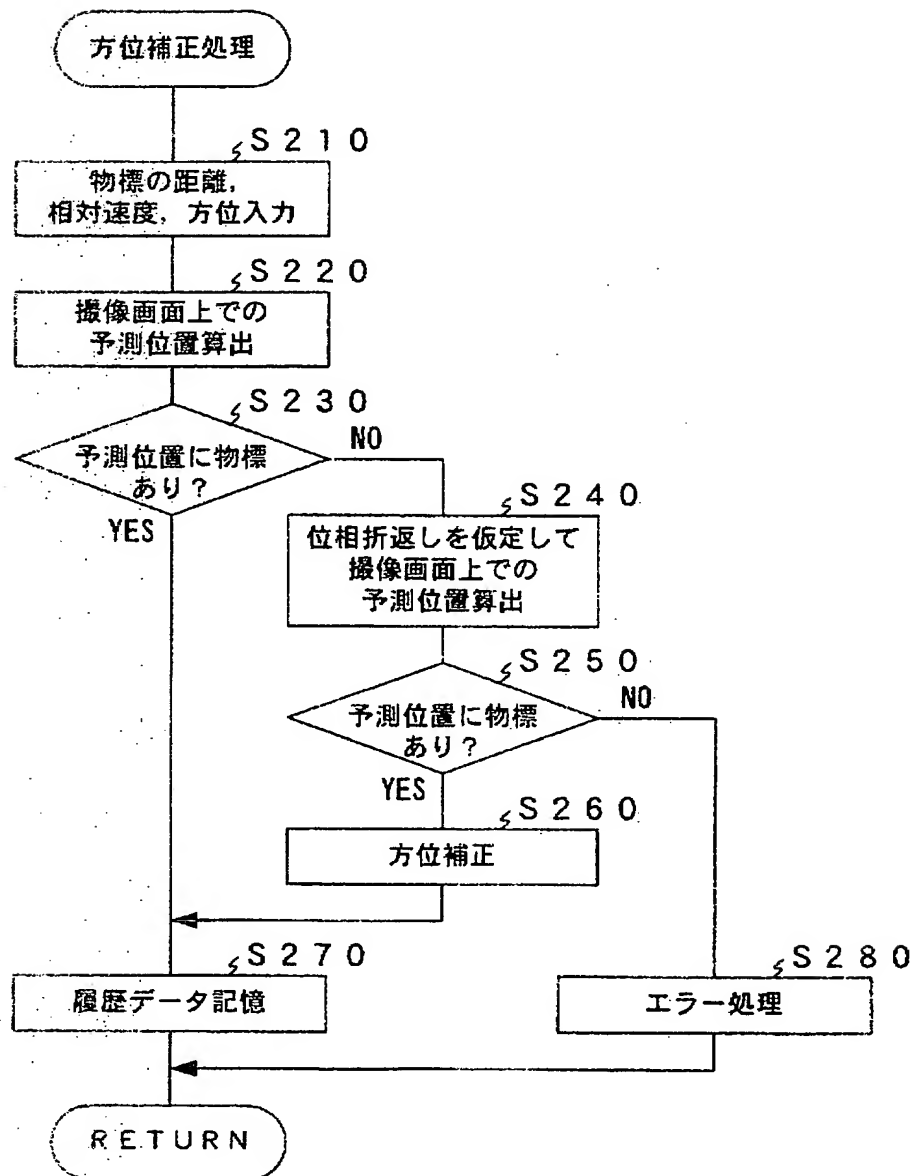 方位補正処理
S210
物標の距離,
相対速度, 方位入力
S220
撮像画面上での
予測位置算出
S230
予測位置に物標
あり?
NO
YES
S240
位相折返しを仮定して
撮像画面上での
予測位置算出
S250
予測位置に物標
あり?
NO
YES
S260
方位補正
S270
履歴データ記憶
S280
エラー処理
RETURN